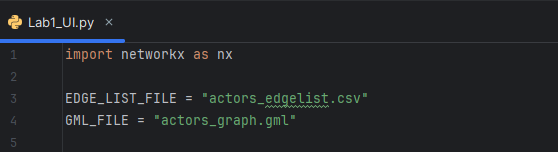 Lab1_UI.py ×
1 import networkx as nx
2
3 EDGE_LIST_FILE = "actors_edgelist.csv"
4 GML_FILE = "actors_graph.gml"
5